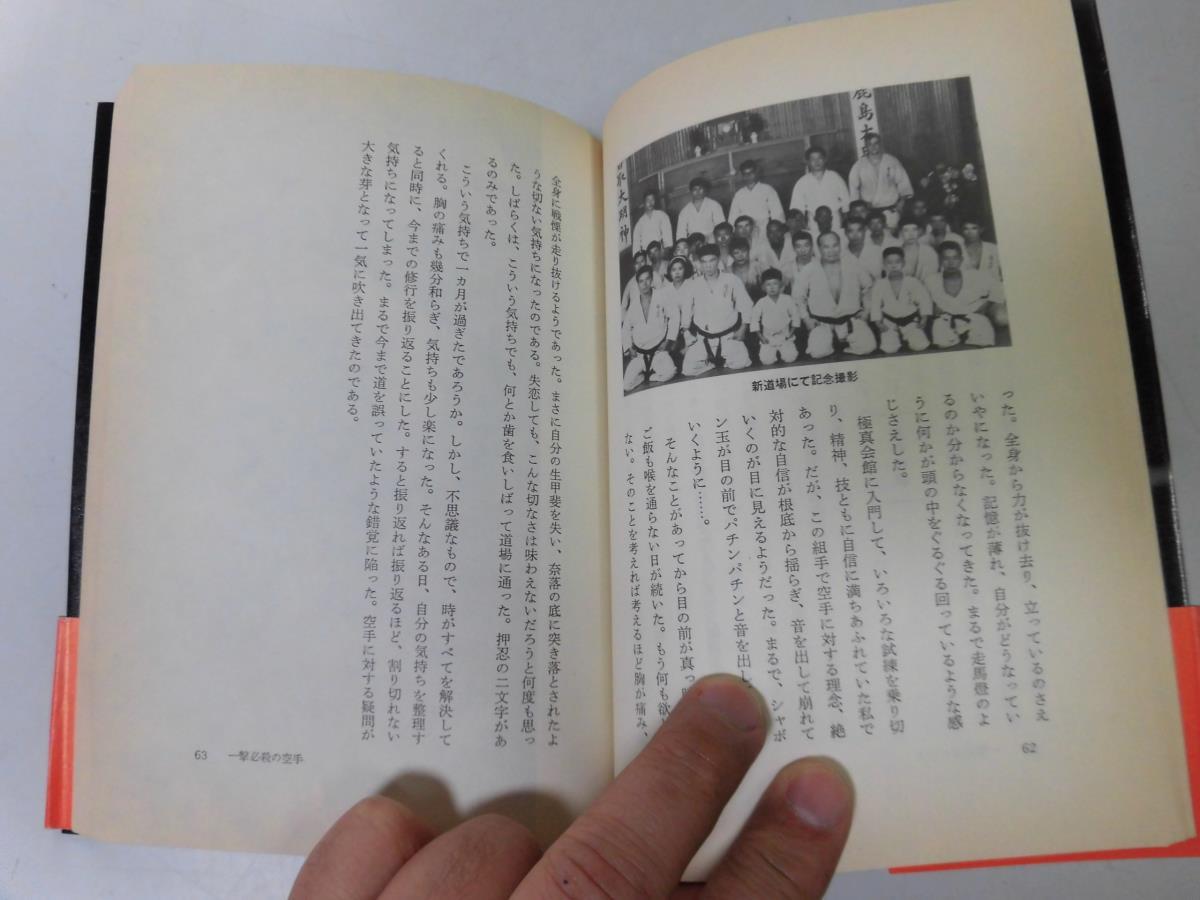 鹿島大明
取大明神
新道場にて記念撮影
った。全身から力が抜け去り、立っているのさえ
いやになった。記憶が薄れ、自分がどうなってい
るのか分からなくなってきた。まるで走馬燈のよ
うに何かが頭の中をぐるぐる回っているような感
じさえした。
極真会館に入門して、いろいろな試練を乗り切
り、精神、技ともに自信に満ちあふれていた私で
あった。だが、この組手で空手に対する理念、絶
対的な自信が根底から揺らぎ、音を出して崩れて
いくのが目に見えるようだった。まるで、シャボ
ン玉が目の前でパチンパチンと音を出し
いくように……。
そんなことがあってから目の前が真っ
ご飯も喉を通らない日が続いた。もう何も欲
ない。そのことを考えれば考えるほど胸が痛み、
62
全身に戦慄が走り抜けるようであった。まさに自分の生甲斐を失い、奈落の底に突き落とされたよ
うな切ない気持ちになったのである。失恋しても、こんな切なさは味わえないだろうと何度も思っ
た。しばらくは、こういう気持ちでも、何とか歯を食いしばって道場に通った。押忍の二文字があ
るのみであった。
こういう気持ちで一ヵ月が過ぎたであろうか。しかし、不思議なもので、時がすべてを解決して
くれる。胸の痛みも幾分和らぎ、気持ちも少し楽になった。そんなある日、自分の気持ちを整理す
ると同時に、今までの修行を振り返ることにした。すると振り返れば振り返るほど、割り切れない
気持ちになってしまった。まるで今まで道を誤っていたような錯覚に陥った。空手に対する疑問が
大きな芽となって一気に吹き出てきたのである。
63 一撃必殺の空手